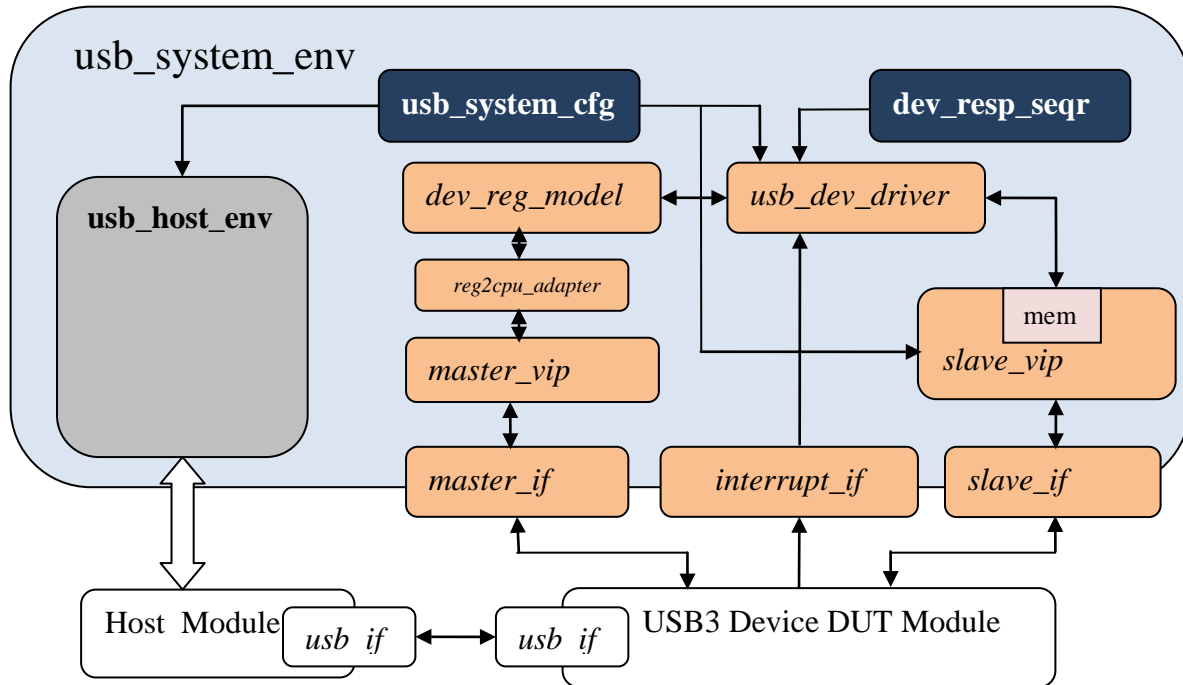 usb_system_env
usb_system_cfg
dev_resp_seqr
usb_host_env
dev_reg_model
usb_dev_driver
reg2cpu_adapter
mem
master_vip
slave_vip
master_if
interrupt_if
slave_if
Host Module
usb if
usb if
USB3 Device DUT Module